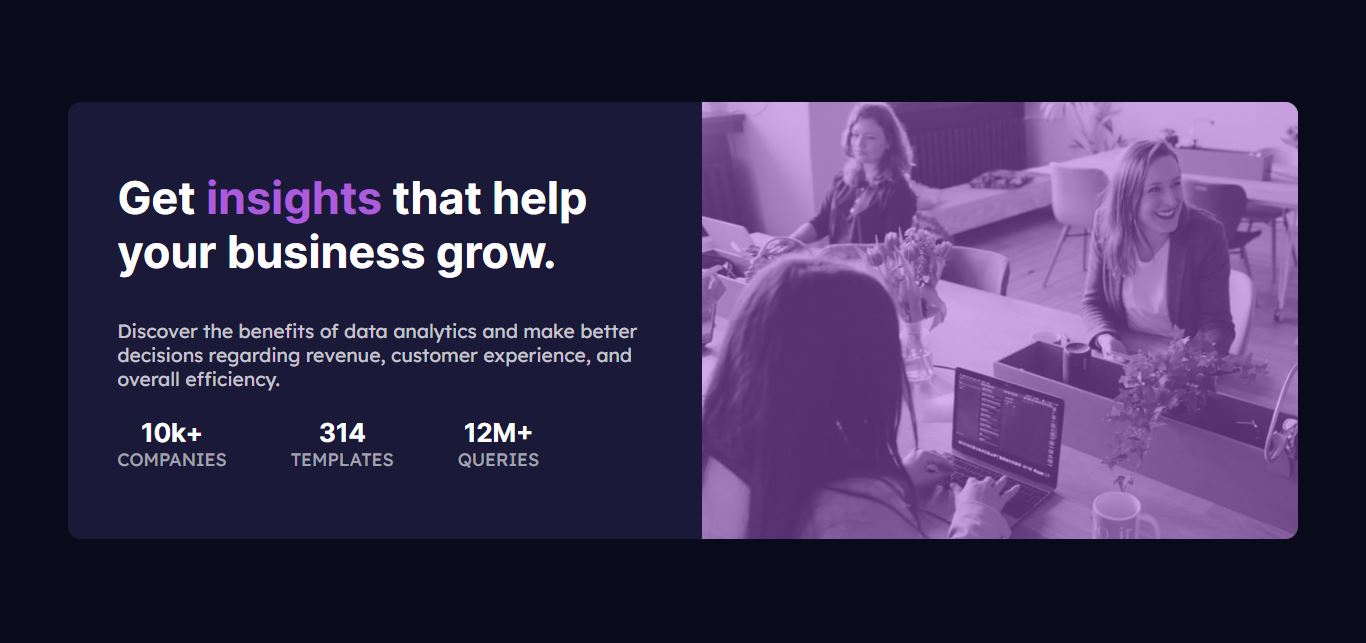 Get insights that help
your business grow.
Discover the benefits of data analytics and make better
decisions regarding revenue, customer experience, and
overall efficiency.
10k+ 314 12M+
COMPANIES TEMPLATES QUERIES